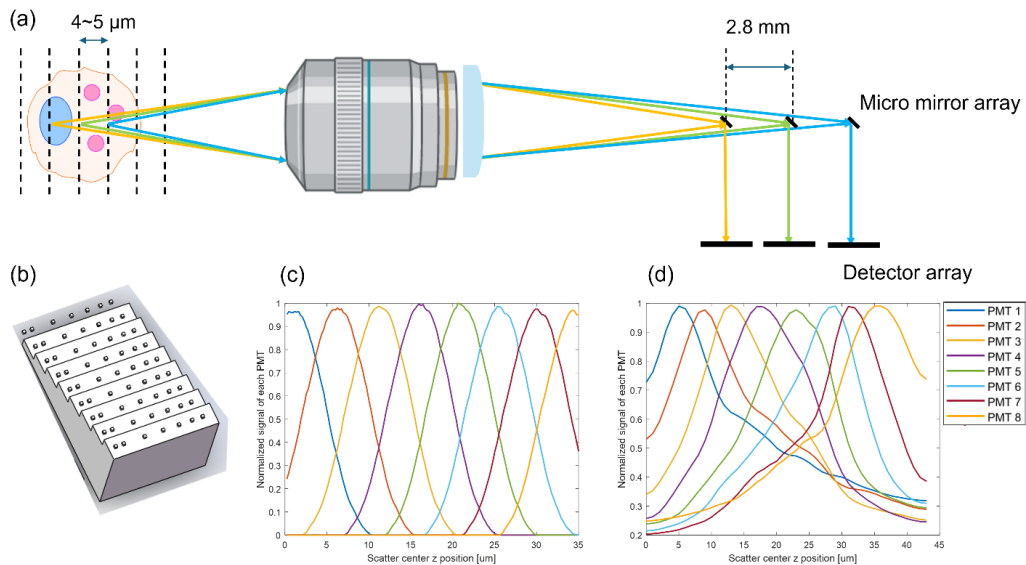 (a)
4~5 μm
2.8 mm
Micro mirror array
Detector array
(b)
(c)
Normalized signal of each PMT
1
0.9
0.8
0.7
0.6
0.5
0.4
0.3
0.2
0.1
0
0 5 10 15 20 25 30 35
Scatter center z position [um]
(d)
Normalized signal of each PMT
1
0.9
0.8
0.7
0.6
0.5
0.4
0.3
0.2
0 5 10 15 20 25 30 35 40 45
Scatter center z position [um]
PMT 1
PMT 2
PMT 3
PMT 4
PMT 5
PMT 6
PMT 7
PMT 8